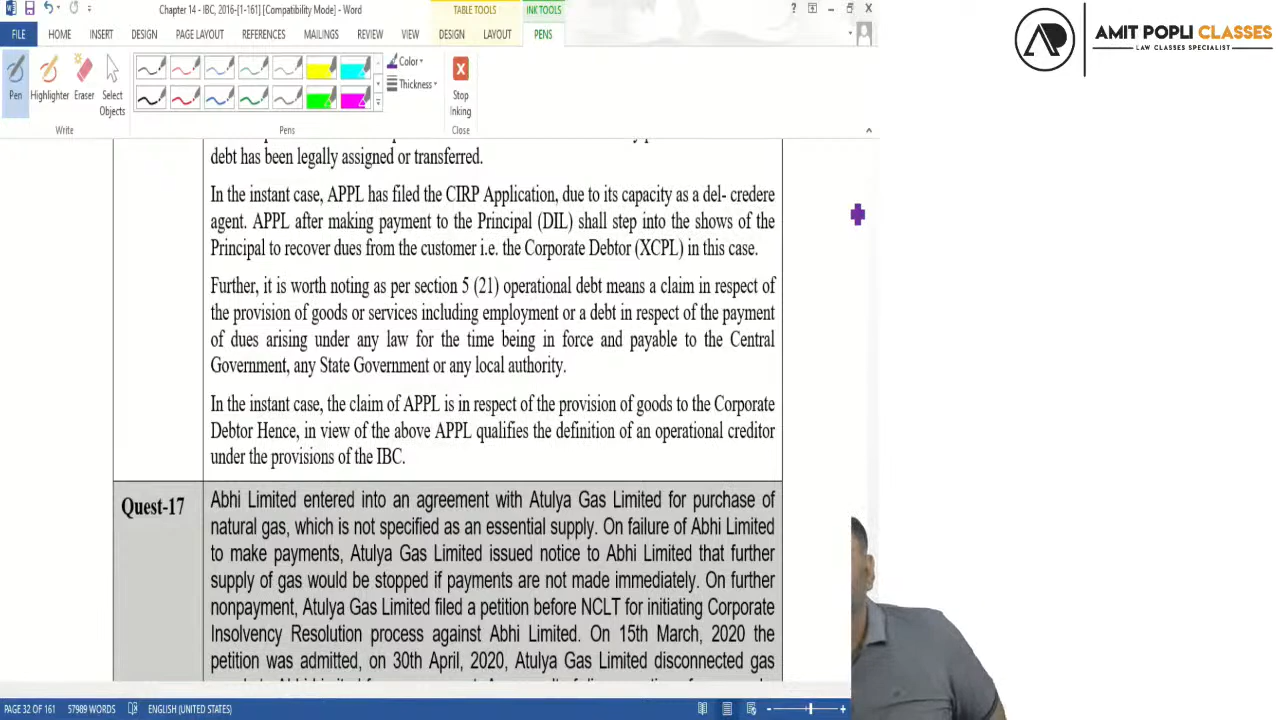 Chapter 14 - IBC, 2016-[1-161] [Compatibility Mode] - Word
TABLE TOOLS
INK TOOLS
FILE
HOME
INSERT
DESIGN
PAGE LAYOUT
REFERENCES
MAILINGS
REVIEW
VIEW
DESIGN
LAYOUT
PENS
Pen
Highlighter
Eraser
Select Objects
Color
Thickness
Stop Inking
Write
Pens
Close
AMIT POPLI CLASSES
LAW CLASSES SPECIALIST
debt has been legally assigned or transferred.
In the instant case, APPL has filed the CIRP Application, due to its capacity as a del- credere
agent. APPL after making payment to the Principal (DIL) shall step into the shows of the
Principal to recover dues from the customer i.e. the Corporate Debtor (XCPL) in this case.
Further, it is worth noting as per section 5 (21) operational debt means a claim in respect of
the provision of goods or services including employment or a debt in respect of the payment
of dues arising under any law for the time being in force and payable to the Central
Government, any State Government or any local authority.
In the instant case, the claim of APPL is in respect of the provision of goods to the Corporate
Debtor Hence, in view of the above APPL qualifies the definition of an operational creditor
under the provisions of the IBC.
Quest-17
Abhi Limited entered into an agreement with Atulya Gas Limited for purchase of
natural gas, which is not specified as an essential supply. On failure of Abhi Limited
to make payments, Atulya Gas Limited issued notice to Abhi Limited that further
supply of gas would be stopped if payments are not made immediately. On further
nonpayment, Atulya Gas Limited filed a petition before NCLT for initiating Corporate
Insolvency Resolution process against Abhi Limited. On 15th March, 2020 the
petition was admitted, on 30th April, 2020, Atulya Gas Limited disconnected gas
PAGE 32 OF 161
57989 WORDS
ENGLISH (UNITED STATES)